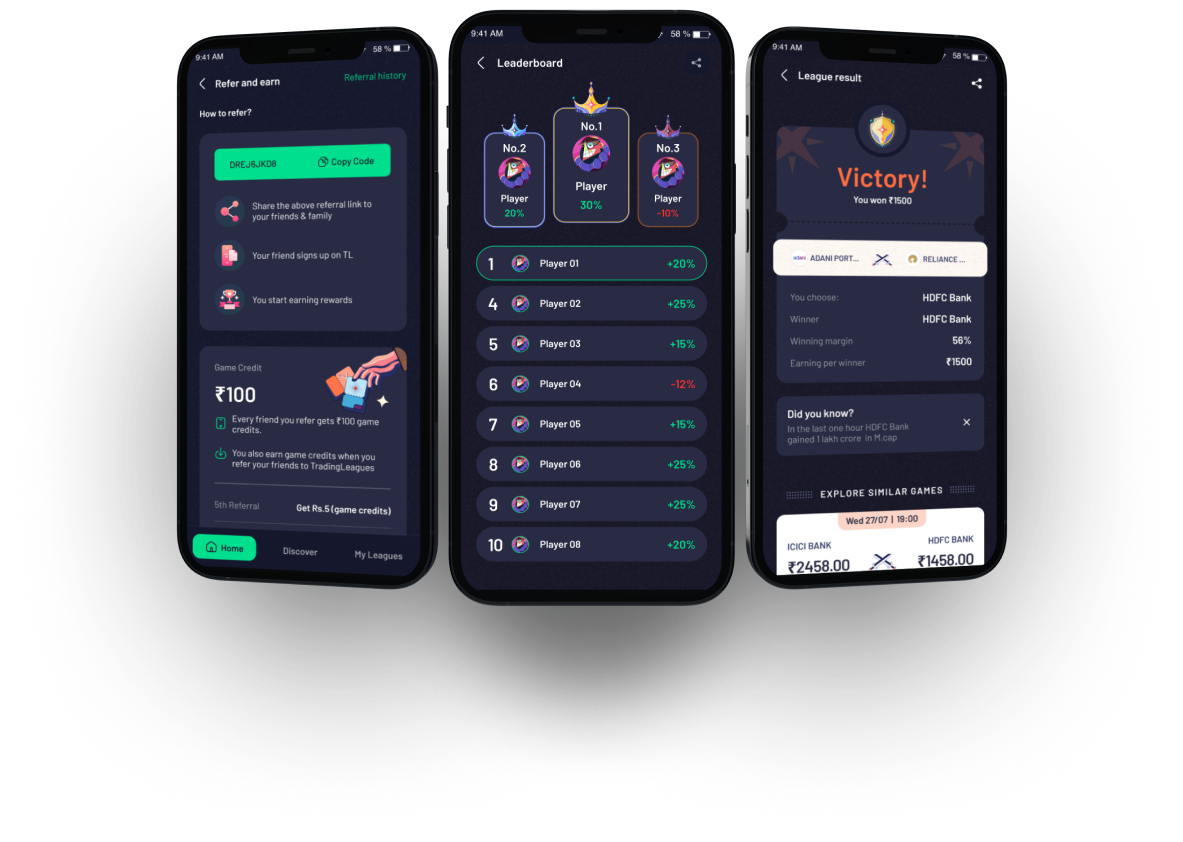 9:41 AM
58 %
Refer and earn
Referral history
How to refer?
DREJ6JKD8
Copy Code
Share the above referral link to
your friends & family
Your friend signs up on TL
You start earning rewards
Game Credit
₹100
Every friend you refer gets ₹100 game
credits.
You also earn game credits when you
refer your friends to TradingLeagues
5th Referral
Get Rs.5 (game credits)
Home
Discover
My Leagues
9:41 AM
58 %
Leaderboard
No.2
Player
20%
No.1
Player
30%
No.3
Player
-10%
1 Player 01 +20%
4 Player 02 +25%
5 Player 03 +15%
6 Player 04 -12%
7 Player 05 +15%
8 Player 06 +25%
9 Player 07 +25%
10 Player 08 +20%
9:41 AM
58 %
League result
Victory!
You won ₹1500
adani ADANI PORT...
RELIANCE ...
You choose: HDFC Bank
Winner HDFC Bank
Winning margin 56%
Earning per winner ₹1500
Did you know?
In the last one hour HDFC Bank
gained 1 lakh crore in M.cap
EXPLORE SIMILAR GAMES
Wed 27/07 | 19:00
ICICI BANK
HDFC BANK
₹2458.00
₹1458.00